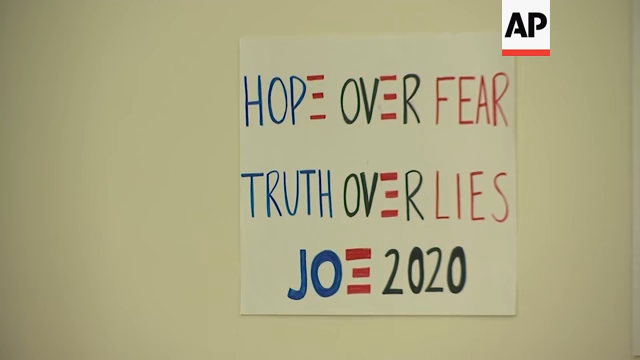 AP
HOPE OVER FEAR
TRUTH OVER LIES
JOE 2020